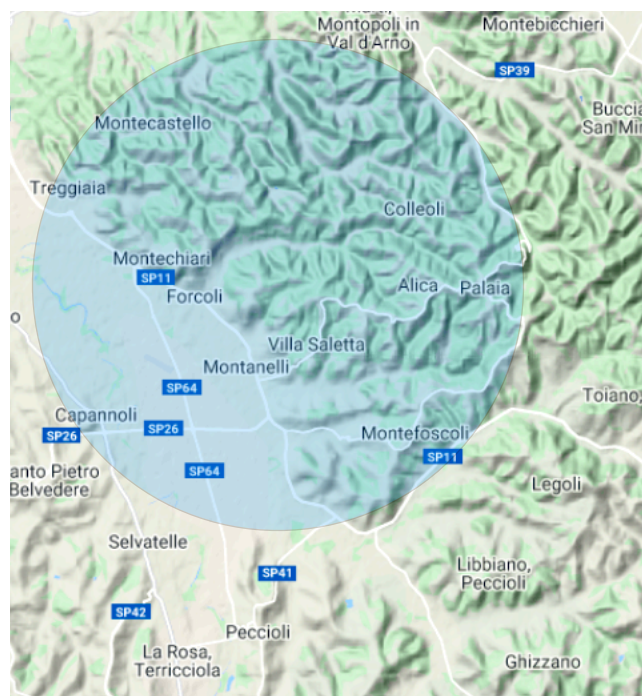 Montopoli in
Val d'Arno
Montebicchieri
SP39
Buccia
San Min
Montecastello
Treggiaia
Colleoli
Montechiari
SP11
Forcoli
Alica
Palaia
Villa Saletta
Montanelli
SP64
Toiano,
Capannoli
SP26
SP26
Montefoscoli
SP11
anto Pietro
Belvedere
SP64
Legoli
Selvatelle
SP41
Libbiano,
Peccioli
SP42
Peccioli
La Rosa,
Terricciola
Ghizzano